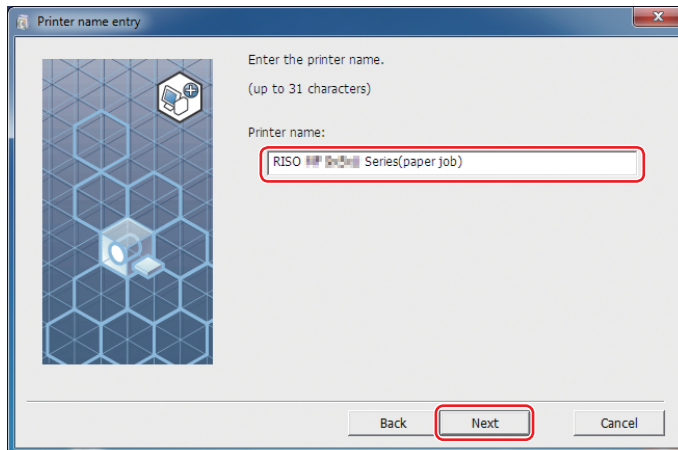 Printer name entry
Enter the printer name.
(up to 31 characters)
Printer name:
RISO Series(paper job)
Back Next Cancel